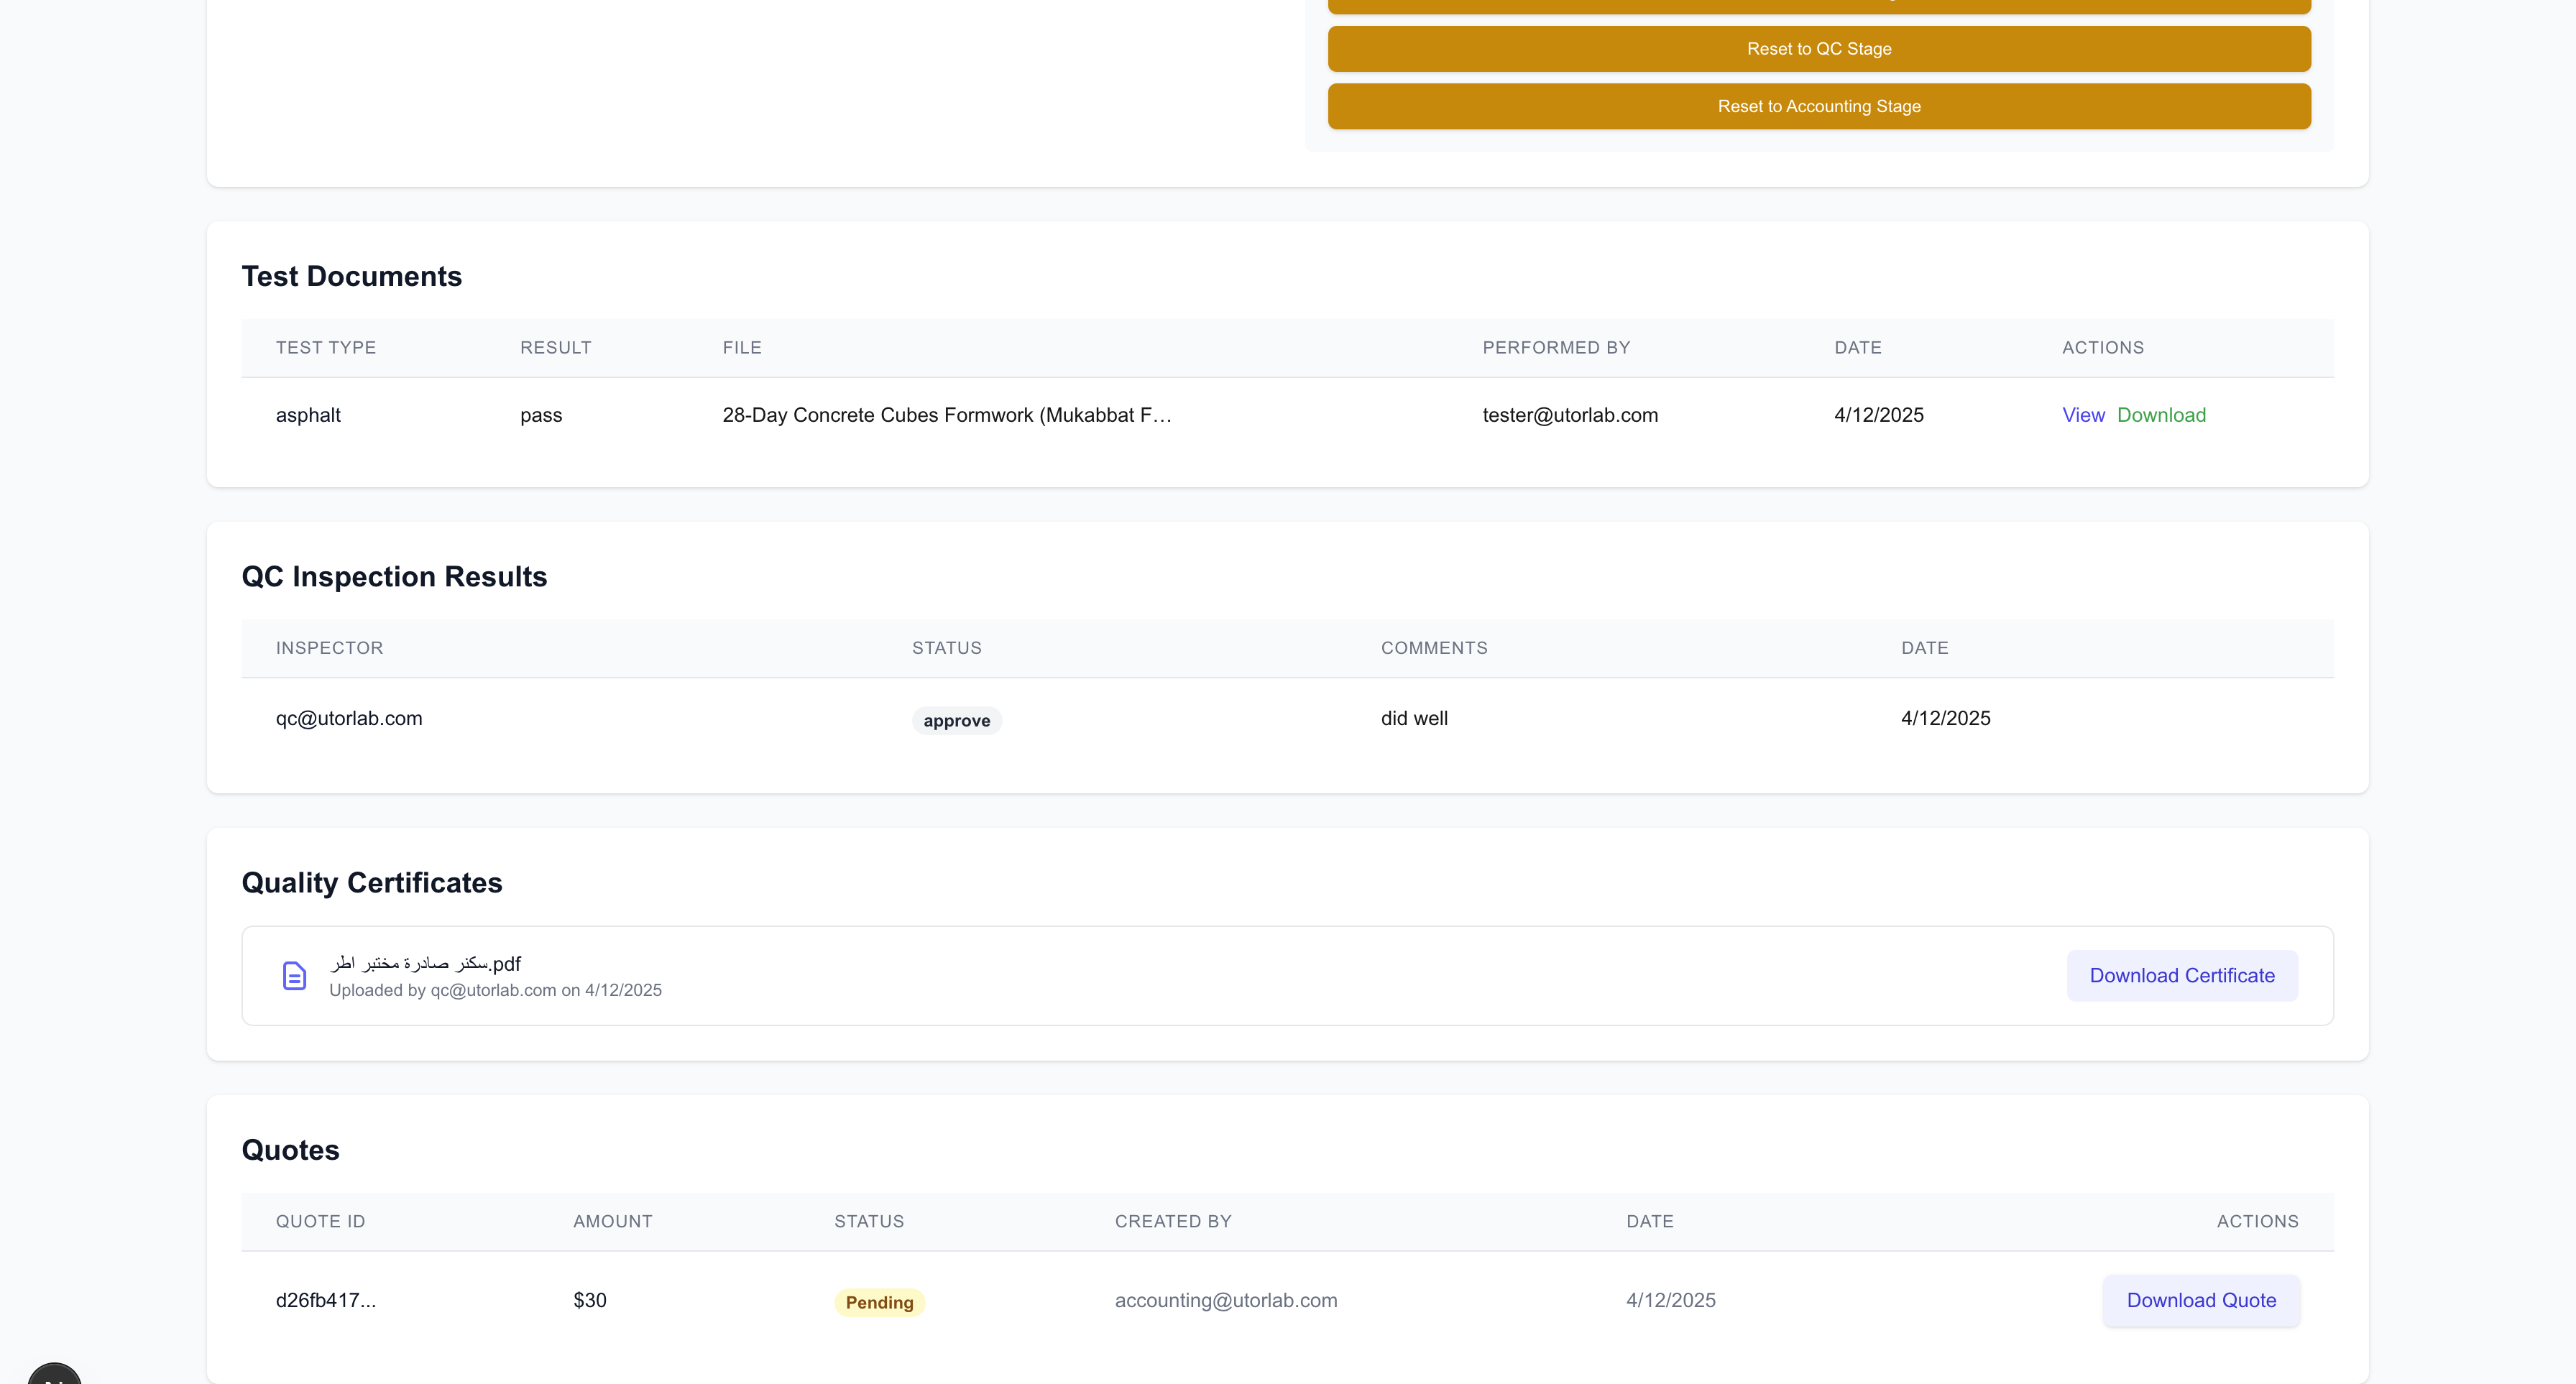 Reset to QC Stage
Reset to Accounting Stage
Test Documents
TEST TYPE RESULT FILE PERFORMED BY DATE ACTIONS
asphalt pass 28-Day Concrete Cubes Formwork (Mukabbat F... tester@utorlab.com 4/12/2025 View Download
QC Inspection Results
INSPECTOR STATUS COMMENTS DATE
qc@utorlab.com approve did well 4/12/2025
Quality Certificates
سكنر صادرة مختبر اطر.pdf
Uploaded by qc@utorlab.com on 4/12/2025
Download Certificate
Quotes
QUOTE ID AMOUNT STATUS CREATED BY DATE ACTIONS
d26fb417... $30 Pending accounting@utorlab.com 4/12/2025 Download Quote